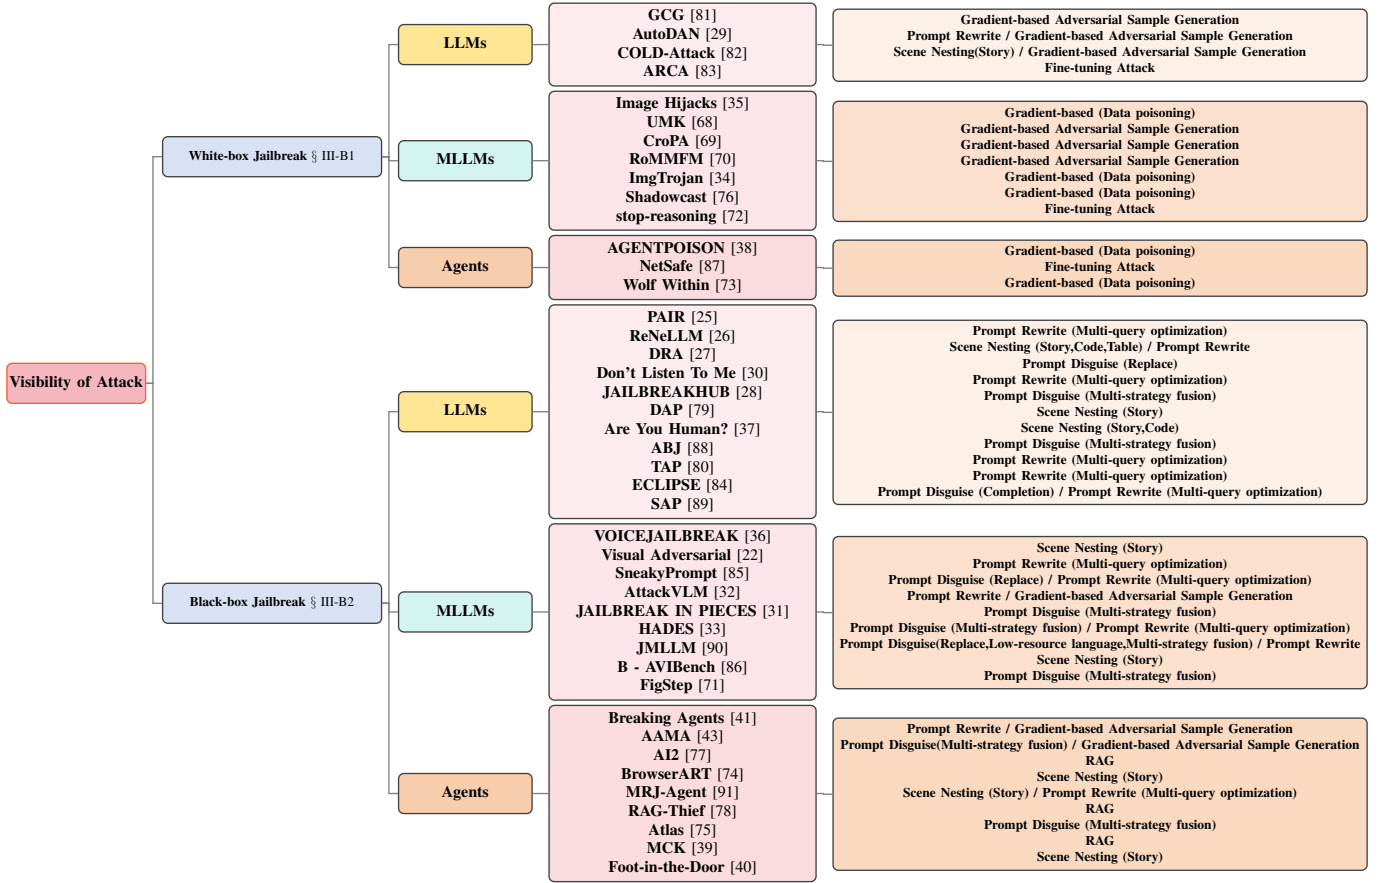 Visibility of Attack
White-box Jailbreak § III-B1
LLMs
GCG [81]
AutoDAN [29]
COLD-Attack [82]
ARCA [83]
Gradient-based Adversarial Sample Generation
Prompt Rewrite / Gradient-based Adversarial Sample Generation
Scene Nesting(Story) / Gradient-based Adversarial Sample Generation
Fine-tuning Attack
MLLMs
Image Hijacks [35]
UMK [68]
CroPA [69]
RoMMFM [70]
ImgTrojan [34]
Shadowcast [76]
stop-reasoning [72]
Gradient-based (Data poisoning)
Gradient-based Adversarial Sample Generation
Gradient-based Adversarial Sample Generation
Gradient-based Adversarial Sample Generation
Gradient-based (Data poisoning)
Gradient-based (Data poisoning)
Fine-tuning Attack
Agents
AGENTPOISON [38]
NetSafe [87]
Wolf Within [73]
Gradient-based (Data poisoning)
Fine-tuning Attack
Gradient-based (Data poisoning)
Black-box Jailbreak § III-B2
LLMs
PAIR [25]
ReNeLLM [26]
DRA [27]
Don't Listen To Me [30]
JAILBREAKHUB [28]
DAP [79]
Are You Human? [37]
ABJ [88]
TAP [80]
ECLIPSE [84]
SAP [89]
Prompt Rewrite (Multi-query optimization)
Scene Nesting (Story,Code,Table) / Prompt Rewrite
Prompt Disguise (Replace)
Prompt Rewrite (Multi-query optimization)
Prompt Disguise (Multi-strategy fusion)
Scene Nesting (Story)
Scene Nesting (Story,Code)
Prompt Disguise (Multi-strategy fusion)
Prompt Rewrite (Multi-query optimization)
Prompt Rewrite (Multi-query optimization)
Prompt Disguise (Completion) / Prompt Rewrite (Multi-query optimization)
MLLMs
VOICEJAILBREAK [36]
Visual Adversarial [22]
SneakyPrompt [85]
AttackVLM [32]
JAILBREAK IN PIECES [31]
HADES [33]
JMLLM [90]
B - AVIBench [86]
FigStep [71]
Scene Nesting (Story)
Prompt Rewrite (Multi-query optimization)
Prompt Disguise (Replace) / Prompt Rewrite (Multi-query optimization)
Prompt Rewrite / Gradient-based Adversarial Sample Generation
Prompt Disguise (Multi-strategy fusion)
Prompt Disguise (Multi-strategy fusion) / Prompt Rewrite (Multi-query optimization)
Prompt Disguise(Replace,Low-resource language,Multi-strategy fusion) / Prompt Rewrite
Scene Nesting (Story)
Prompt Disguise (Multi-strategy fusion)
Agents
Breaking Agents [41]
AAMA [43]
AI2 [77]
BrowserART [74]
MRJ-Agent [91]
RAG-Thief [78]
Atlas [75]
MCK [39]
Foot-in-the-Door [40]
Prompt Rewrite / Gradient-based Adversarial Sample Generation
Prompt Disguise(Multi-strategy fusion) / Gradient-based Adversarial Sample Generation
RAG
Scene Nesting (Story)
Scene Nesting (Story) / Prompt Rewrite (Multi-query optimization)
RAG
Prompt Disguise (Multi-strategy fusion)
RAG
Scene Nesting (Story)